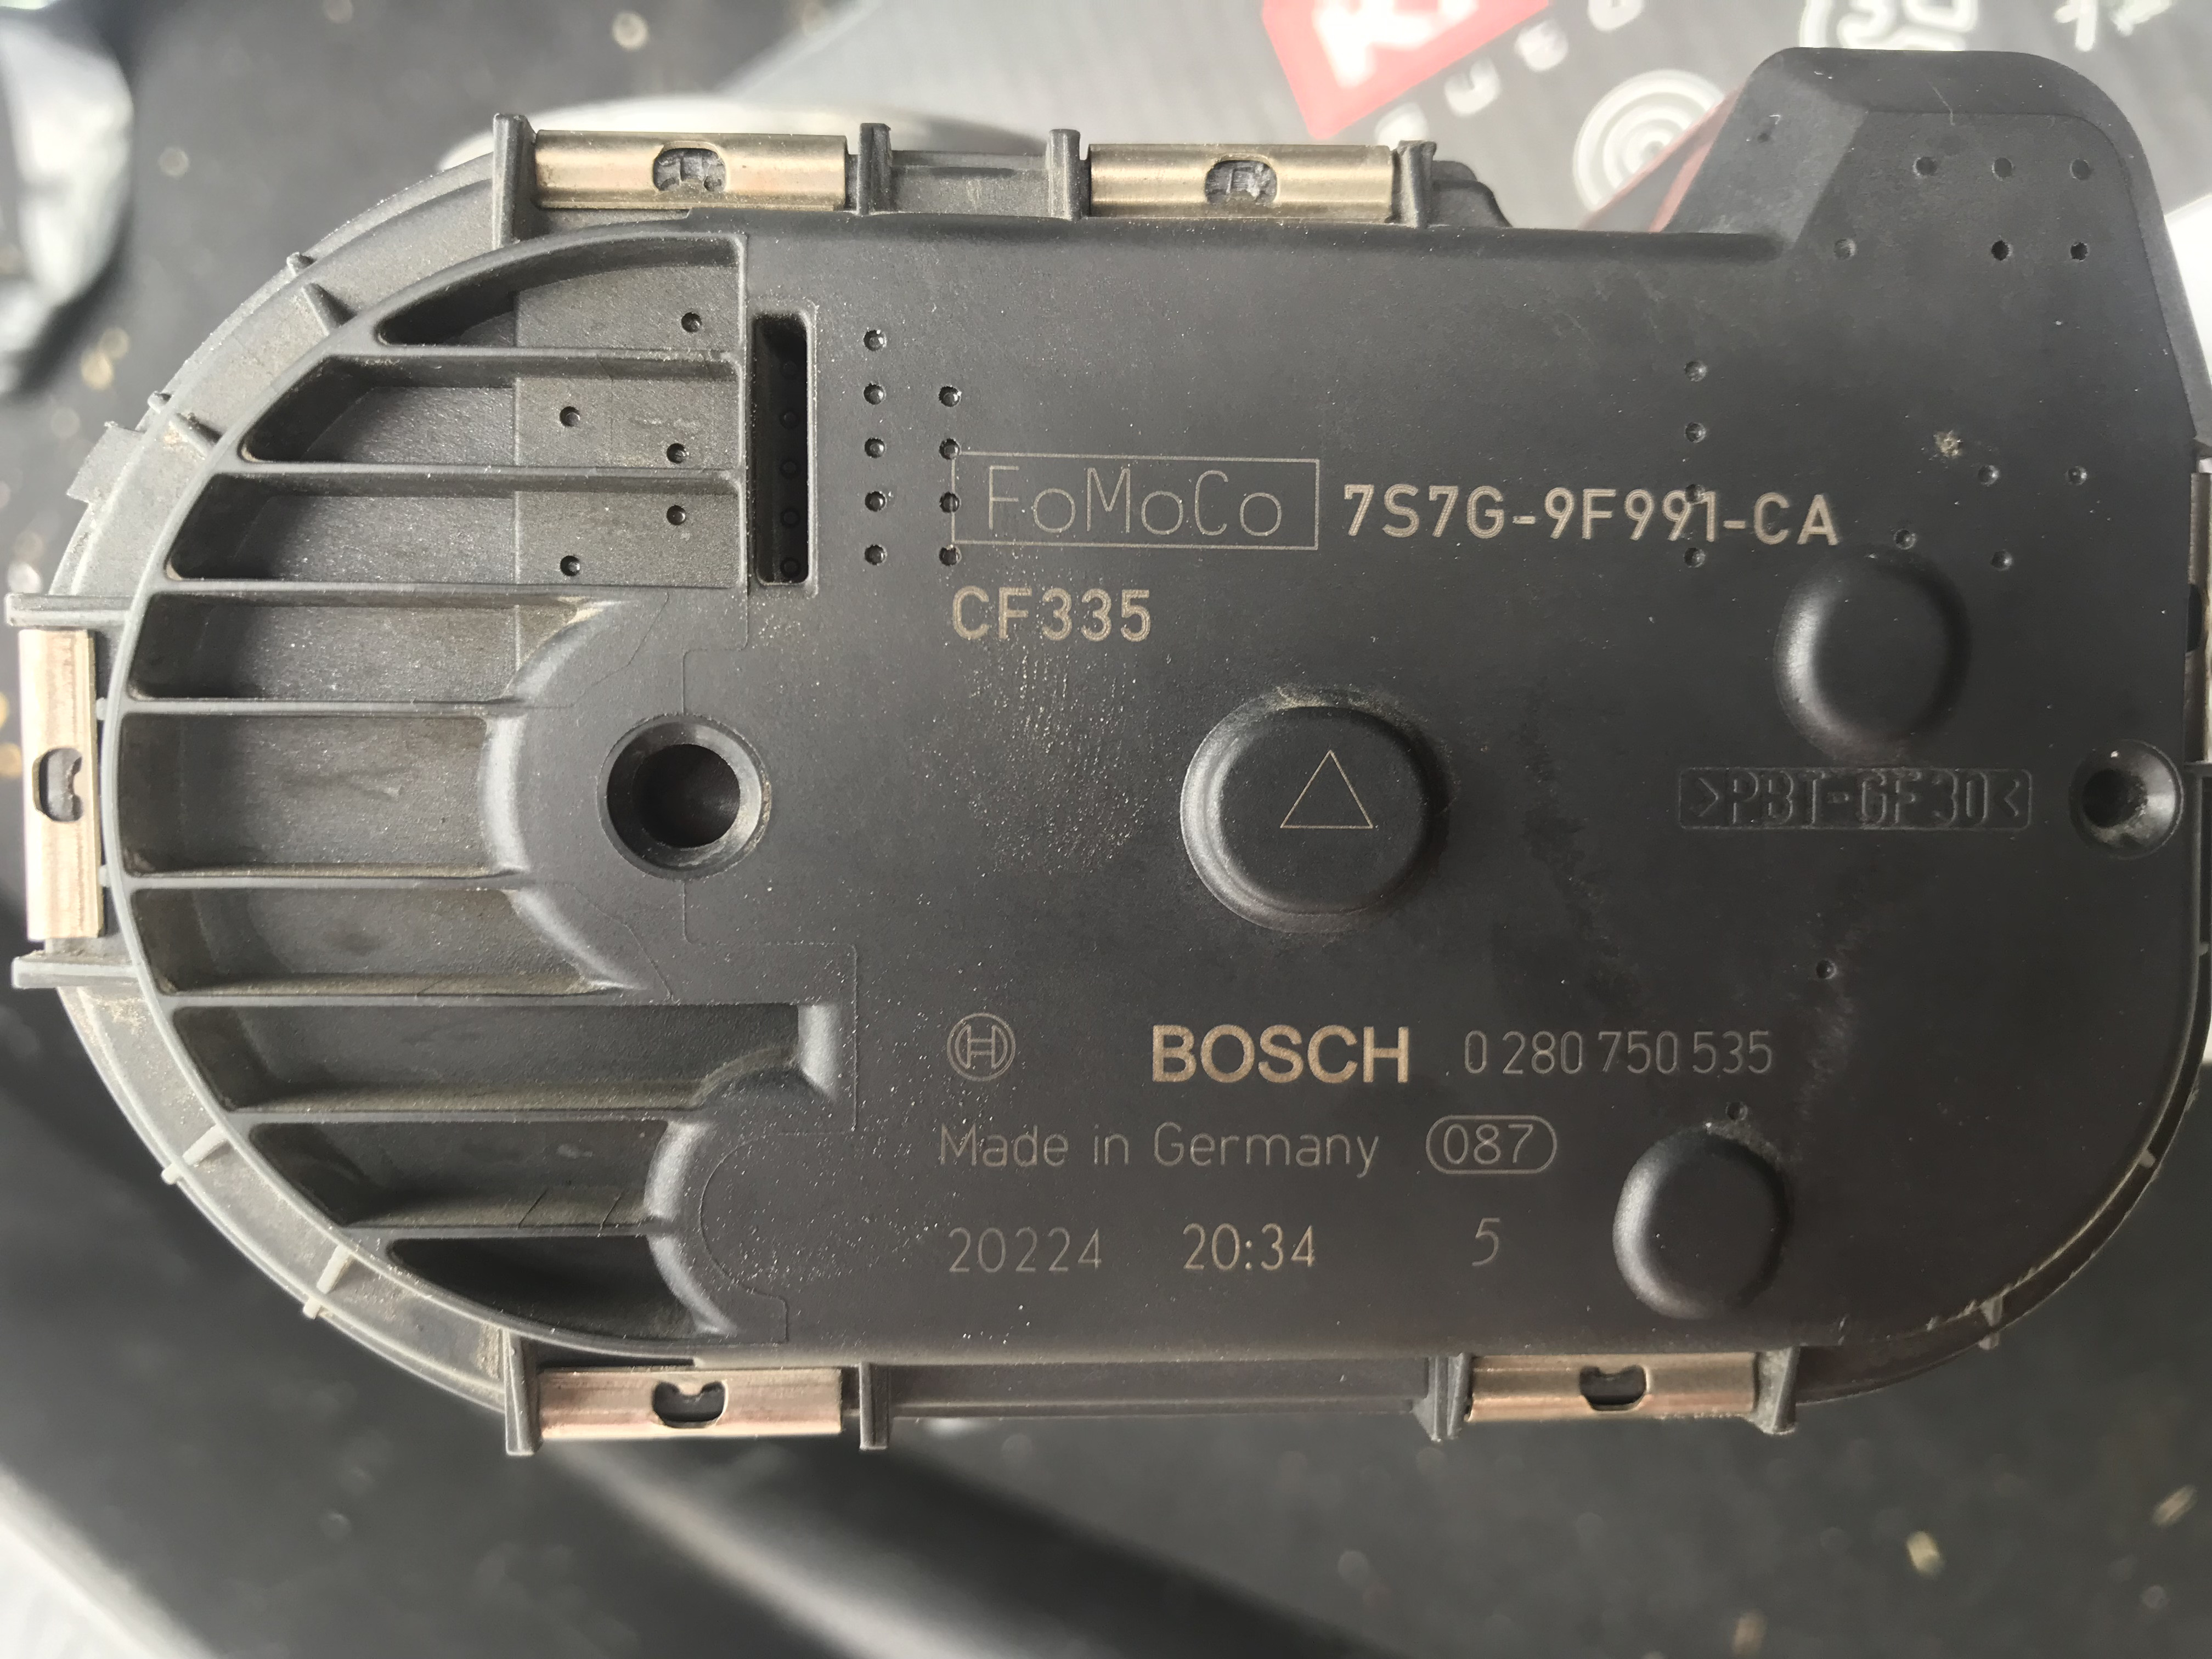 FoMoCo 7S7G-9F991-CA
CF335
>PBT-GF30<
BOSCH 0 280 750 535
Made in Germany 087
20224 20:34 5